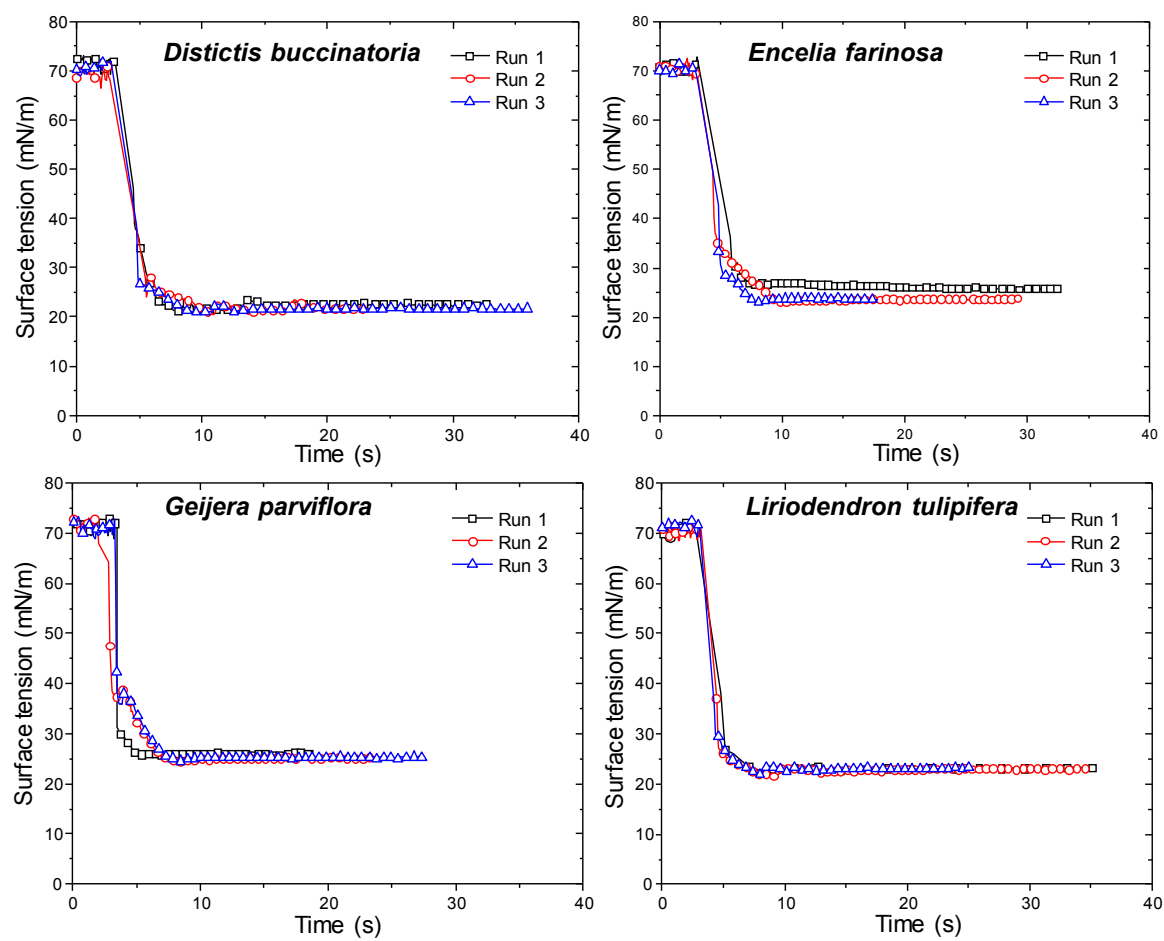 Distictis buccinatoria
Run 1
Run 2
Run 3
Surface tension (mN/m)
80
70
60
50
40
30
20
10
0
0 10 20 30 40
Time (s)
Encelia farinosa
Run 1
Run 2
Run 3
Surface tension (mN/m)
80
70
60
50
40
30
20
10
0
0 10 20 30 40
Time (s)
Geijera parviflora
Run 1
Run 2
Run 3
Surface tension (mN/m)
80
70
60
50
40
30
20
10
0
0 10 20 30 40
Time (s)
Liriodendron tulipifera
Run 1
Run 2
Run 3
Surface tension (mN/m)
80
70
60
50
40
30
20
10
0
0 10 20 30 40
Time (s)